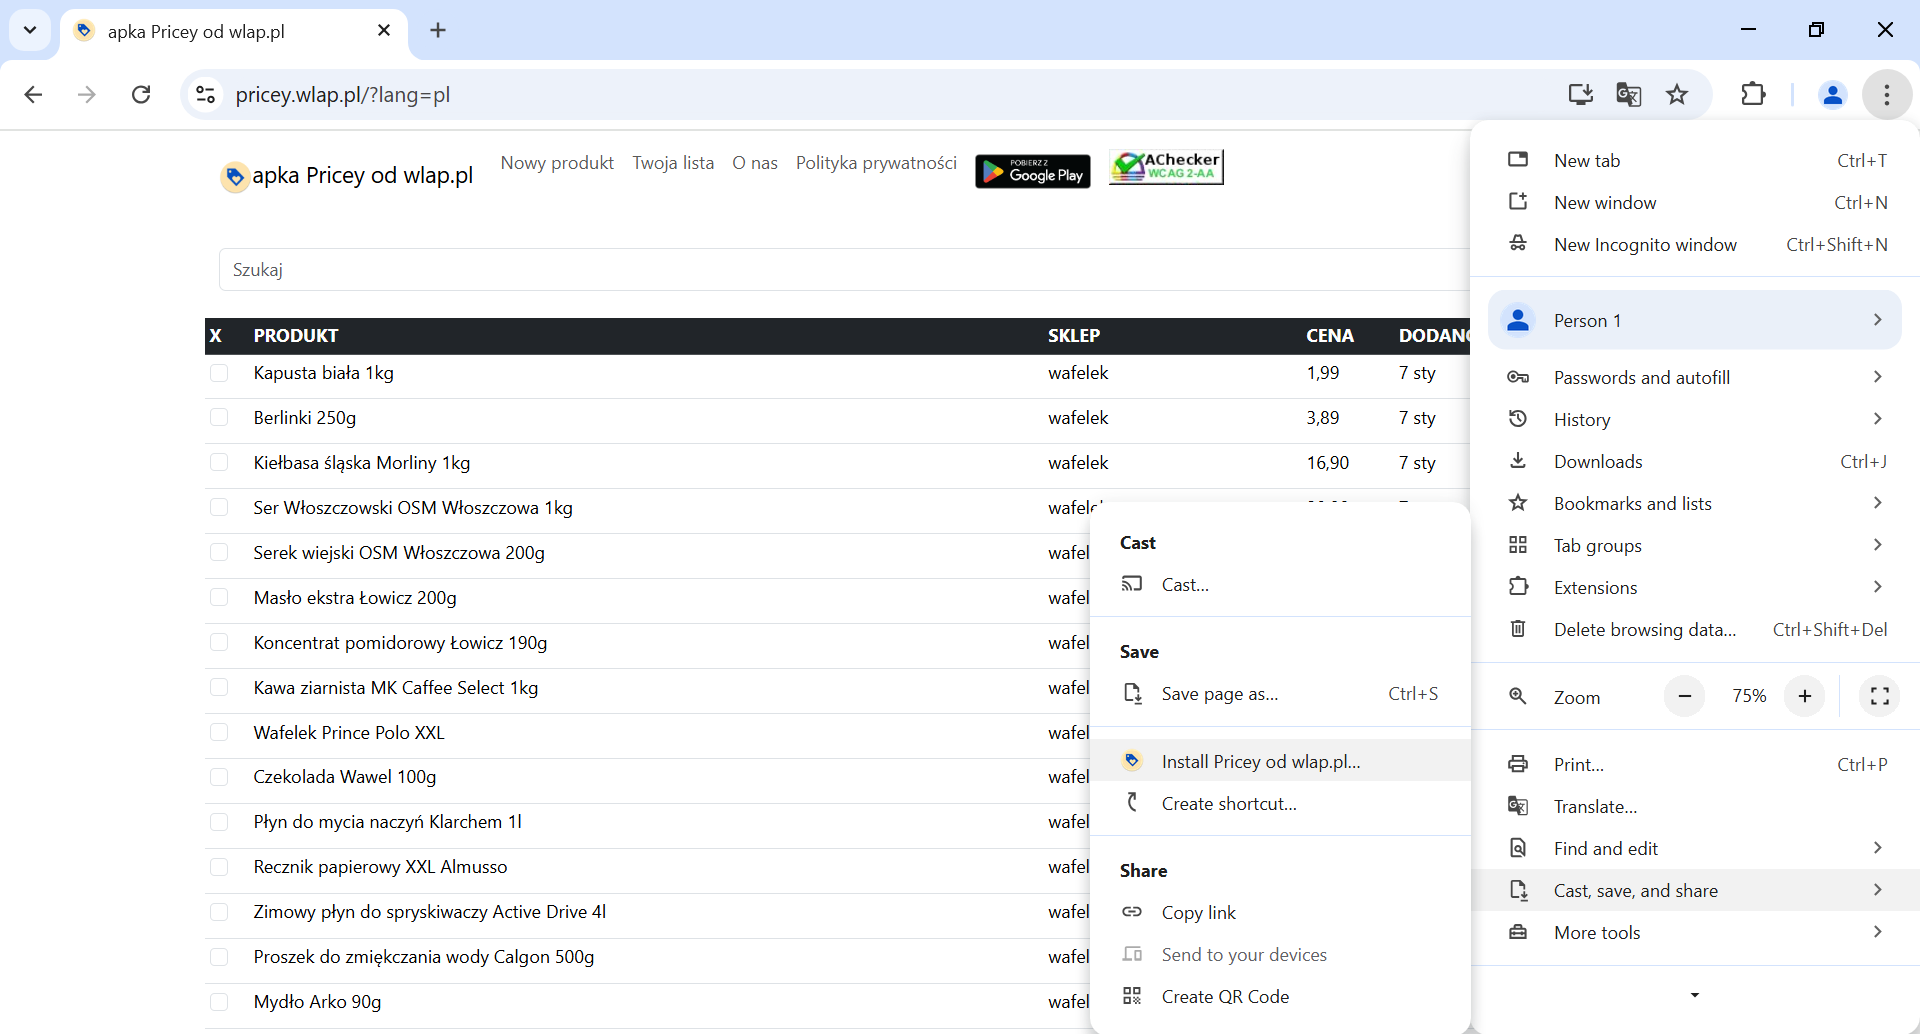 apka Pricey od wlap.pl
pricey.wlap.pl/?lang=pl
apka Pricey od wlap.pl
Nowy produkt
Twoja lista
O nas
Polityka prywatności
POBIERZ Z
Google Play
AChecker
WCAG 2-AA
Szukaj
X PRODUKT SKLEP CENA DODANO
Kapusta biała 1kg wafelek 1,99 7 sty
Berlinki 250g wafelek 3,89 7 sty
Kiełbasa śląska Morliny 1kg wafelek 16,90 7 sty
Ser Włoszczowski OSM Włoszczowa 1kg wafelek
Serek wiejski OSM Włoszczowa 200g wafel
Masło ekstra Łowicz 200g wafel
Koncentrat pomidorowy Łowicz 190g wafel
Kawa ziarnista MK Caffee Select 1kg wafel
Wafelek Prince Polo XXL wafel
Czekolada Wawel 100g wafel
Płyn do mycia naczyń Klarchem 1l wafel
Recznik papierowy XXL Almusso wafel
Zimowy płyn do spryskiwaczy Active Drive 4l wafel
Proszek do zmiękczania wody Calgon 500g wafel
Mydło Arko 90g wafel
Cast
Cast...
Save
Save page as... Ctrl+S
Install Pricey od wlap.pl...
Create shortcut...
Share
Copy link
Send to your devices
Create QR Code
New tab Ctrl+T
New window Ctrl+N
New Incognito window Ctrl+Shift+N
Person 1
Passwords and autofill
History
Downloads Ctrl+J
Bookmarks and lists
Tab groups
Extensions
Delete browsing data... Ctrl+Shift+Del
Zoom − 75% +
Print... Ctrl+P
Translate...
Find and edit
Cast, save, and share
More tools